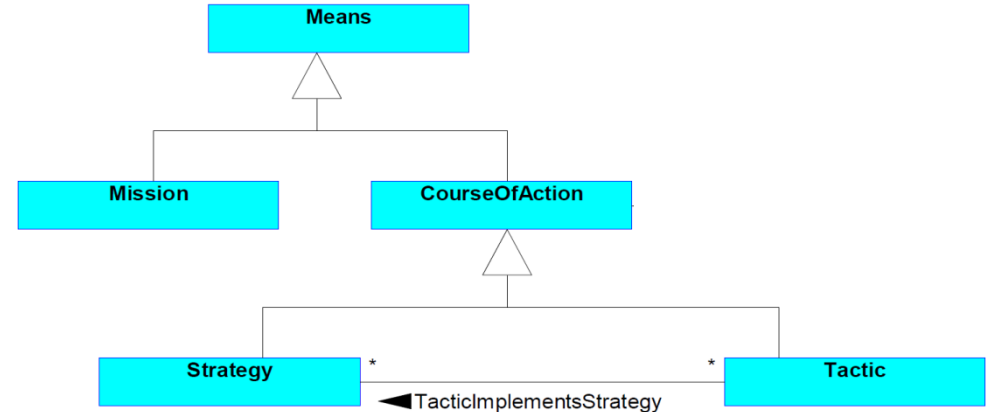 Means
Mission
CourseOfAction
Strategy
*
*
Tactic
TacticImplementsStrategy